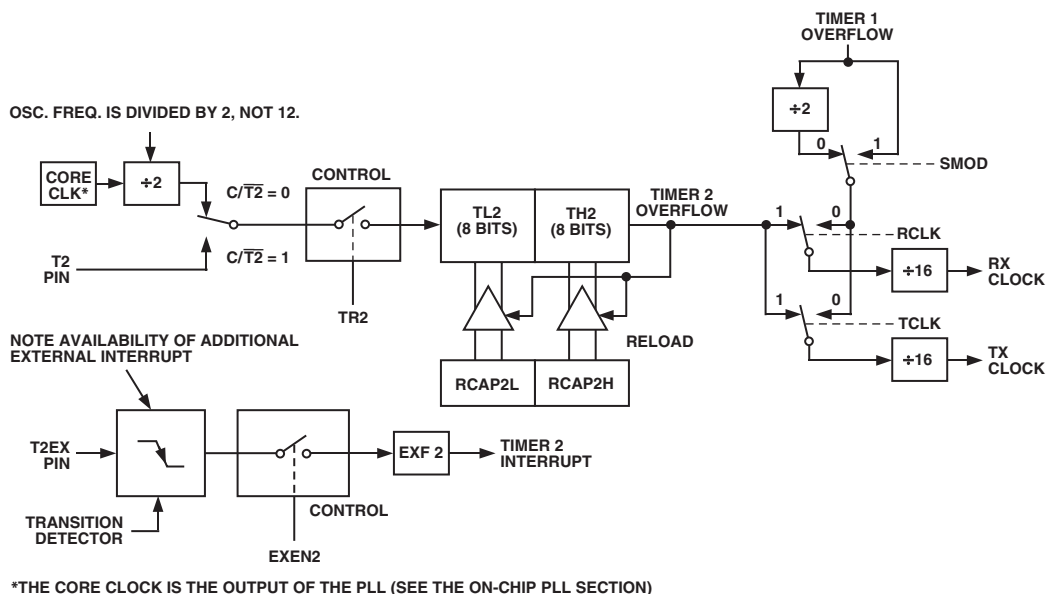 TIMER 1
OVERFLOW
OSC. FREQ. IS DIVIDED BY 2, NOT 12.
÷2
0
1
SMOD
CORE
CLK*
÷2
C/T̅2̅ = 0
CONTROL
TL2
(8 BITS)
TH2
(8 BITS)
TIMER 2
OVERFLOW
1
0
RCLK
T2
PIN
C/T̅2̅ = 1
TR2
÷16
RX
CLOCK
1
0
TCLK
RELOAD
NOTE AVAILABILITY OF ADDITIONAL
EXTERNAL INTERRUPT
RCAP2L
RCAP2H
÷16
TX
CLOCK
T2EX
PIN
EXF 2
TIMER 2
INTERRUPT
TRANSITION
DETECTOR
CONTROL
EXEN2
*THE CORE CLOCK IS THE OUTPUT OF THE PLL (SEE THE ON-CHIP PLL SECTION)